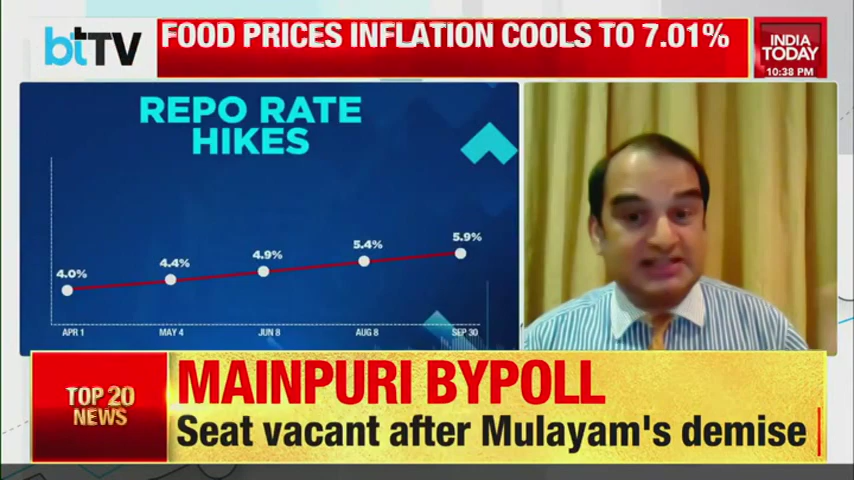 btTV
FOOD PRICES INFLATION COOLS TO 7.01%
INDIA
TODAY
10:38 PM
REPO RATE
HIKES
4.0%
4.4%
4.9%
5.4%
5.9%
APR 1
MAY 4
JUN 8
AUG 8
SEP 30
TOP 20
NEWS
MAINPURI BYPOLL
Seat vacant after Mulayam's demise